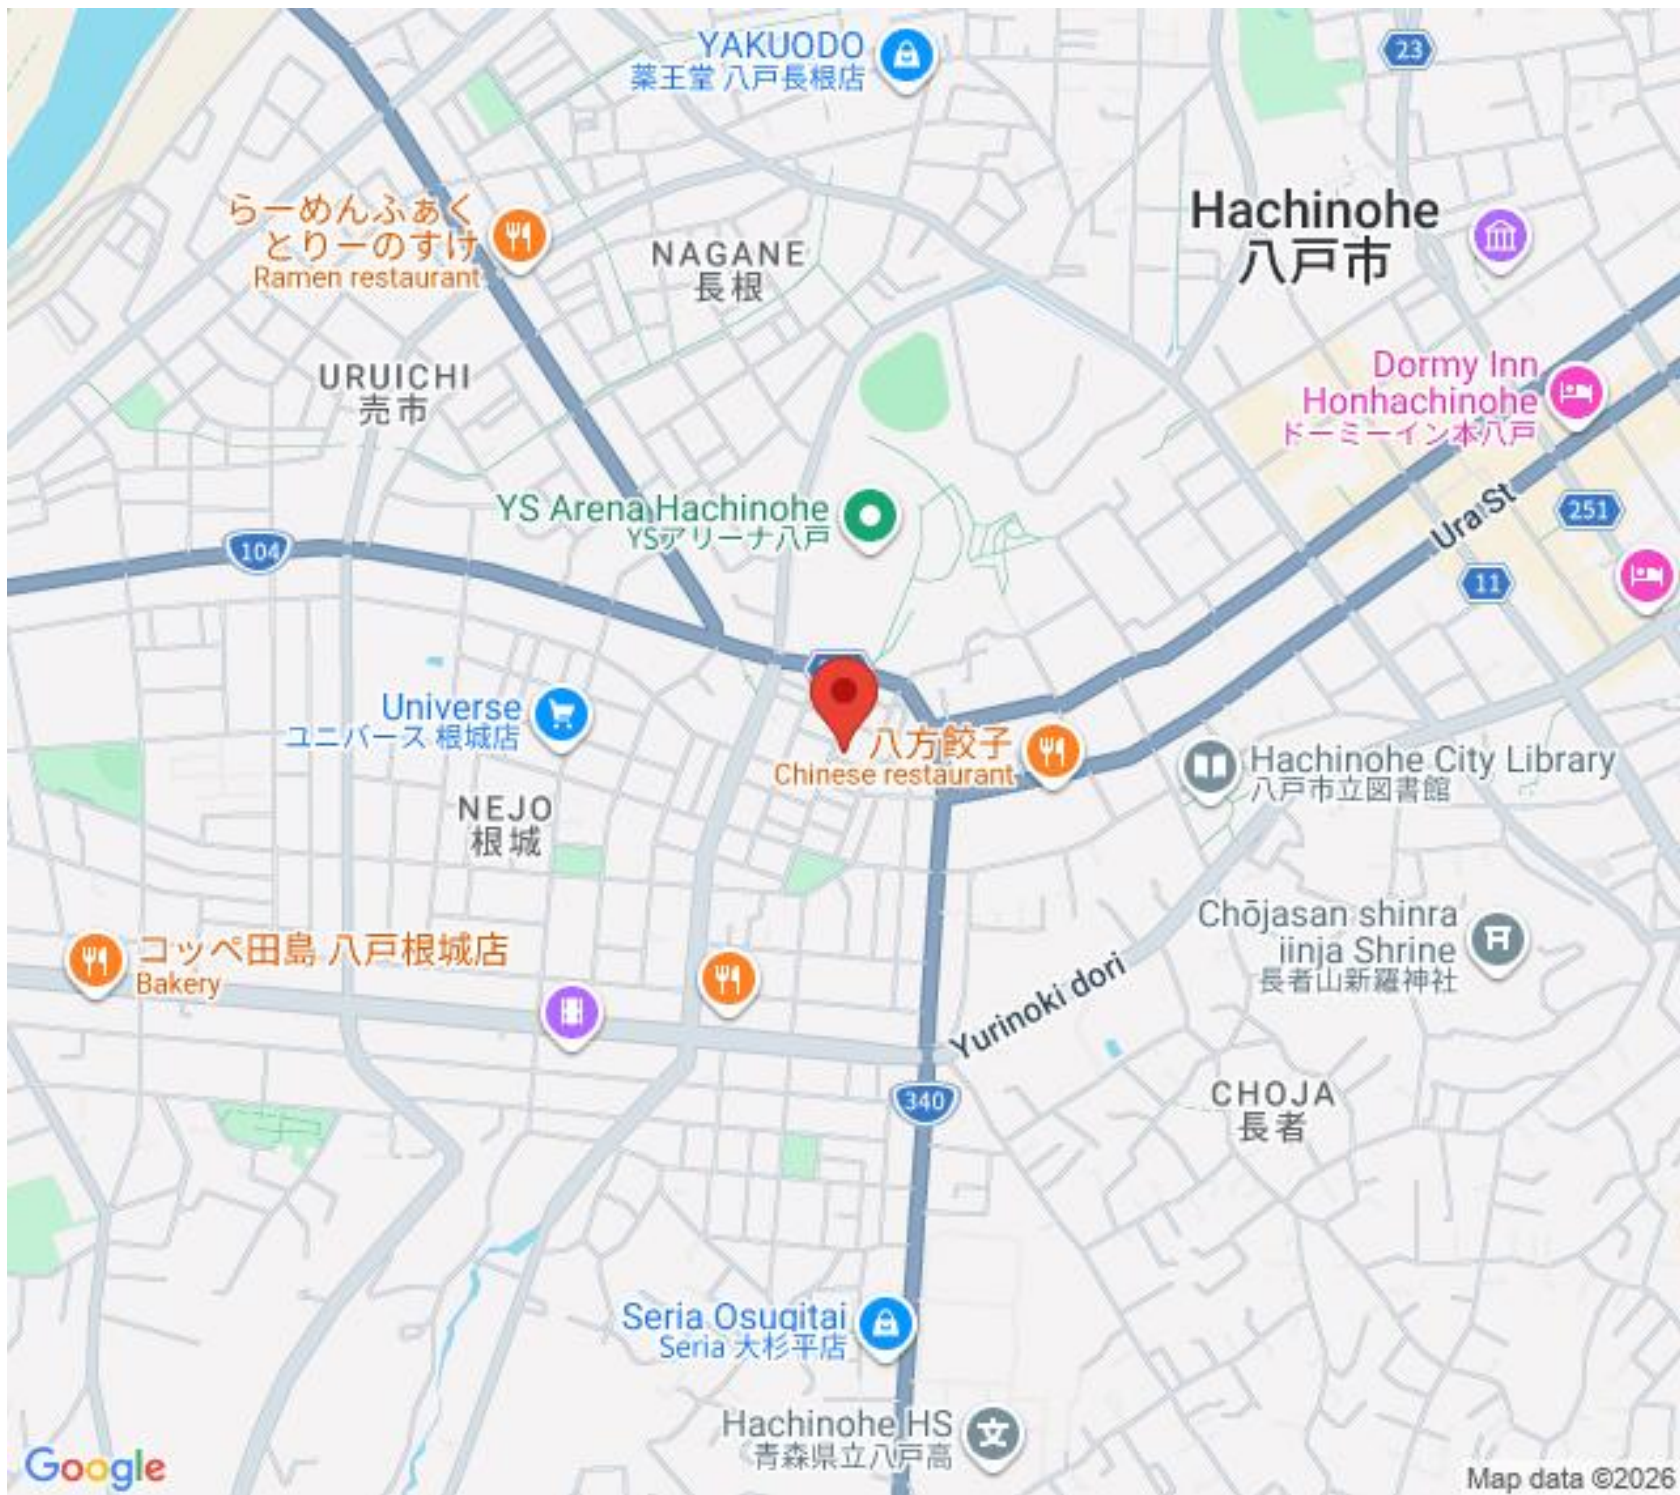 YAKUODO
薬王堂 八戸長根店
23
らーめんふぁく
とりーのすけ
Ramen restaurant
NAGANE
長根
Hachinohe
八戸市
URUICHI
売市
Dormy Inn
Honhachinohe
ドーミーイン本八戸
YS Arena Hachinohe
YSアリーナ八戸
Ura St
251
104
11
Universe
ユニバース 根城店
八方餃子
Chinese restaurant
Hachinohe City Library
八戸市立図書館
NEJO
根城
Chōjasan shinra
iinja Shrine
長者山新羅神社
コッペ田島 八戸根城店
Bakery
Yurinoki dori
340
CHOJA
長者
Seria Osugitai
Seria 大杉平店
Hachinohe HS
青森県立八戸高
Google
Map data ©2026